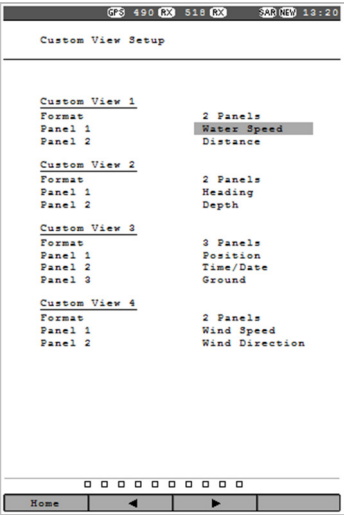 GPS 490 RX 518 RX SAR NEW 13:20
Custom View Setup
Custom View 1
Format 2 Panels
Panel 1 Water Speed
Panel 2 Distance
Custom View 2
Format 2 Panels
Panel 1 Heading
Panel 2 Depth
Custom View 3
Format 3 Panels
Panel 1 Position
Panel 2 Time/Date
Panel 3 Ground
Custom View 4
Format 2 Panels
Panel 1 Wind Speed
Panel 2 Wind Direction
Home ◀ ▶